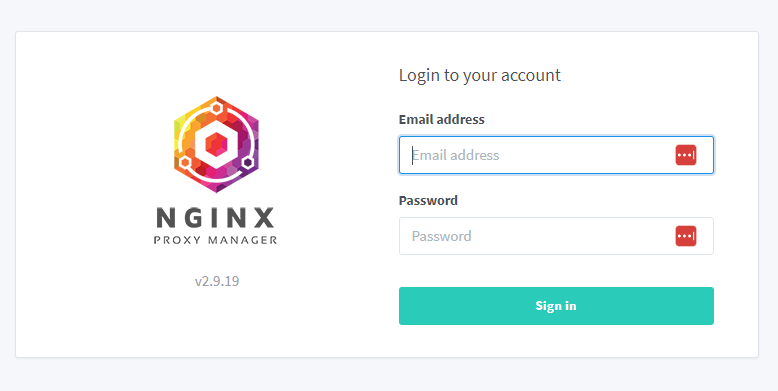 Login to your account
Email address
Email address
Password
Password
Sign in
NGINX
PROXY MANAGER
v2.9.19